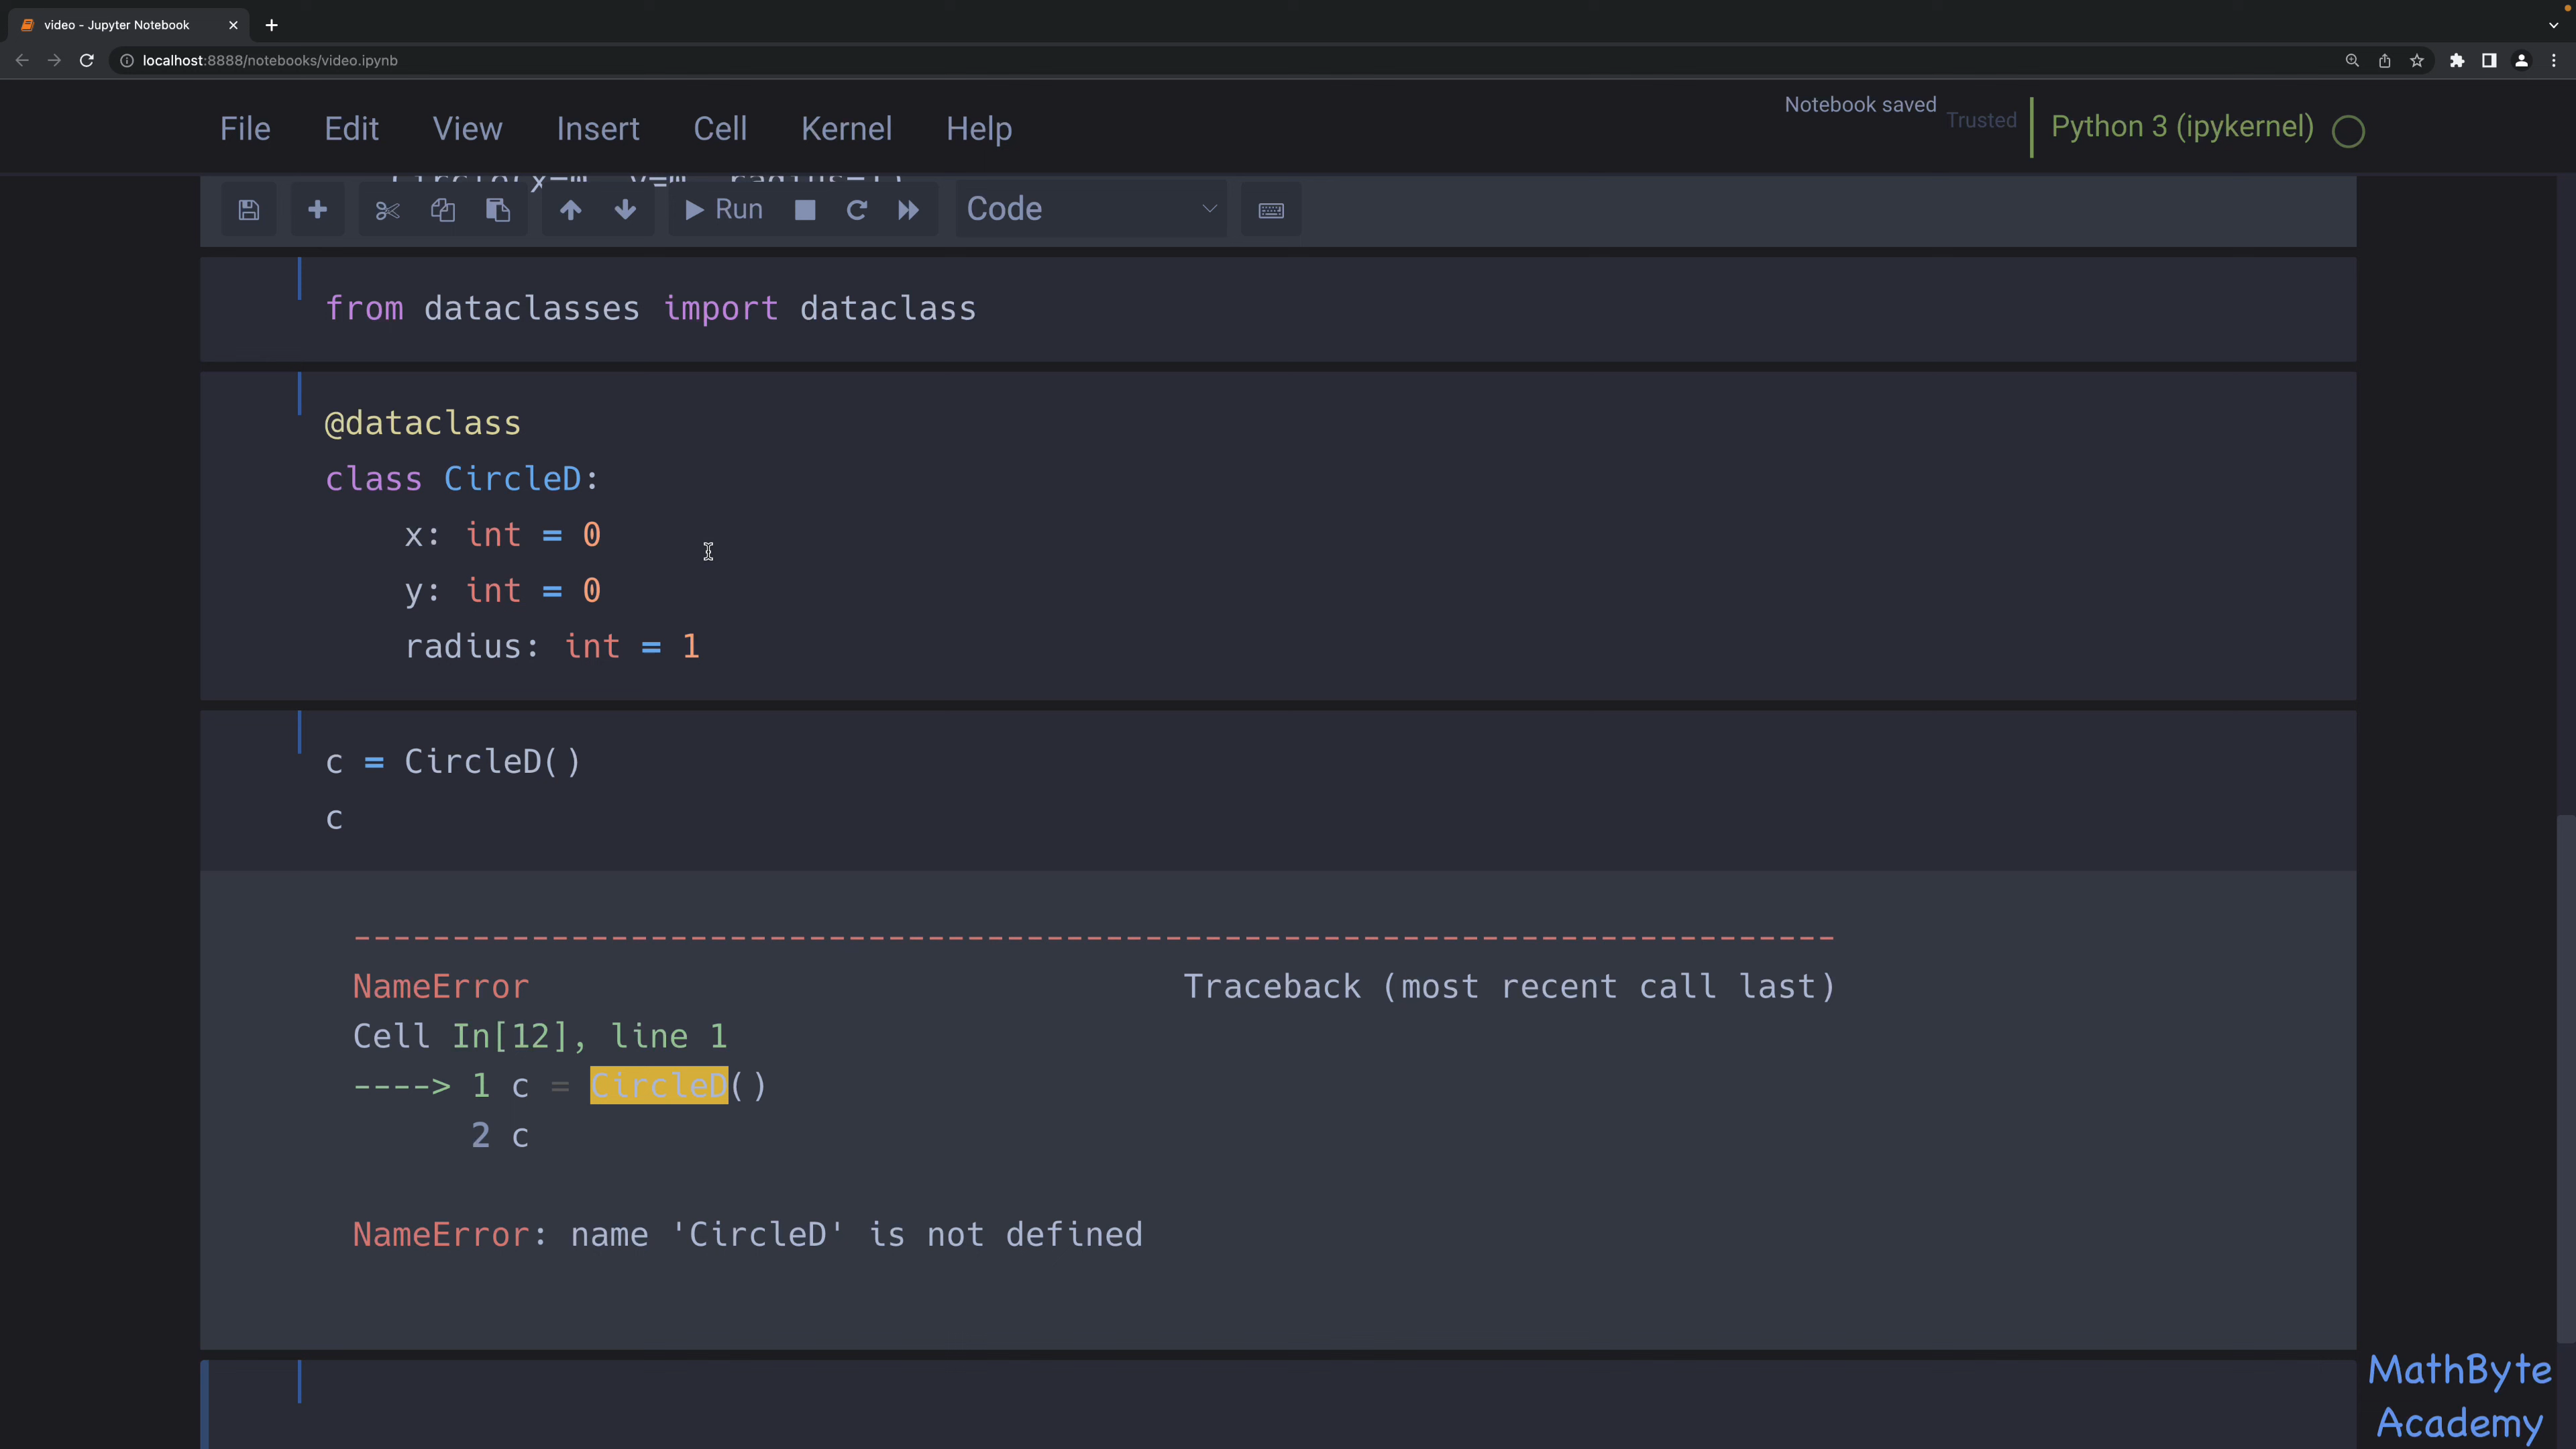 video - Jupyter Notebook
localhost:8888/notebooks/video.ipynb
File Edit View Insert Cell Kernel Help
Notebook saved Trusted Python 3 (ipykernel)
Run Code
from dataclasses import dataclass
@dataclass
class CircleD:
    x: int = 0
    y: int = 0
    radius: int = 1
c = CircleD()
c
---------------------------------------------------------------------------
NameError Traceback (most recent call last)
Cell In[12], line 1
----> 1 c = CircleD()
      2 c
NameError: name 'CircleD' is not defined
MathByte
Academy